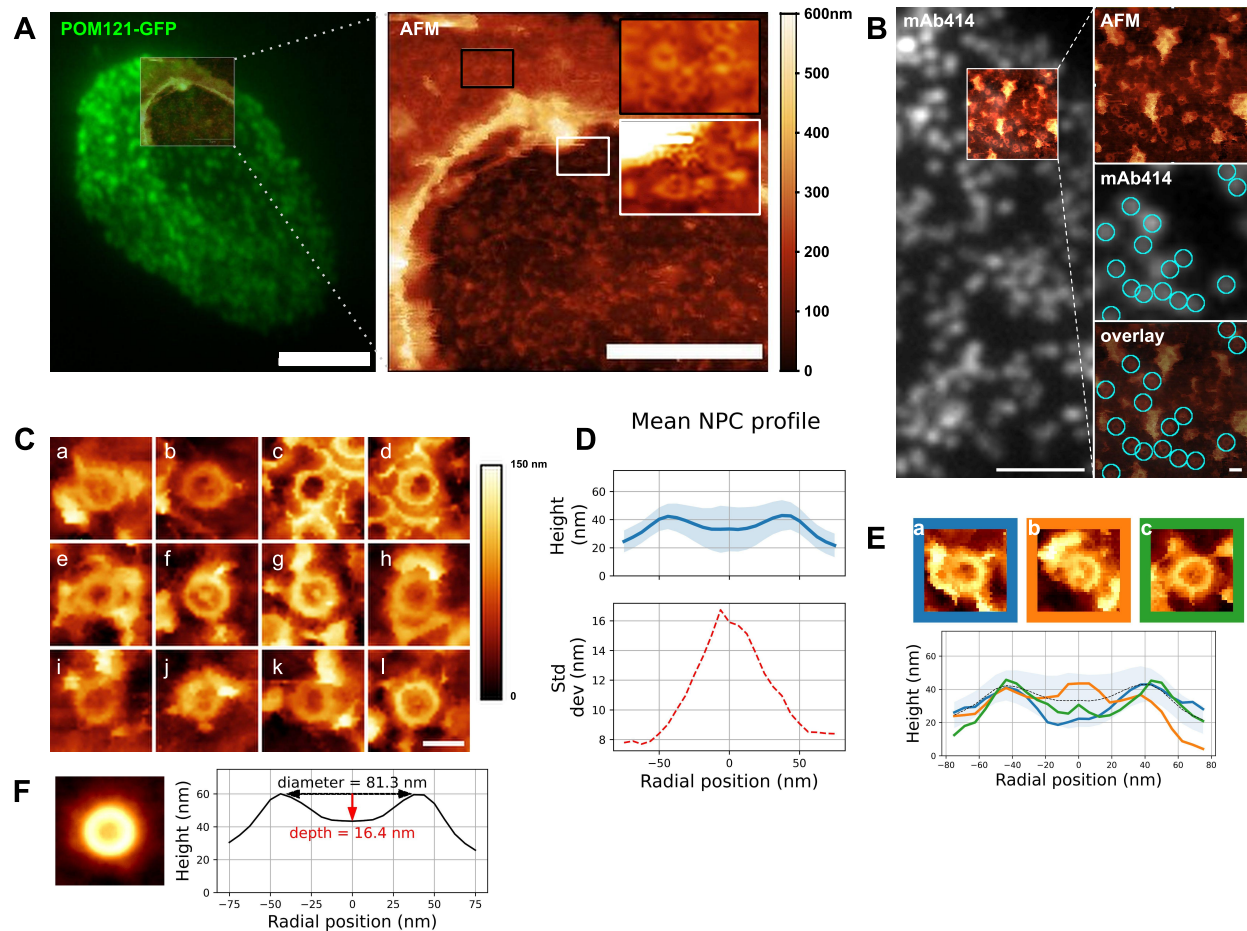 A
POM121-GFP
AFM
600nm
500
400
300
200
100
0
B
mAb414
AFM
mAb414
overlay
C
a
b
c
d
e
f
g
h
i
j
k
l
150 nm
0
D
Mean NPC profile
Height
(nm)
60
40
20
0
Std
dev (nm)
16
14
12
10
8
−50
0
50
Radial position (nm)
E
a
b
c
Height (nm)
60
40
20
0
−80
−60
−40
−20
0
20
40
60
80
Radial position (nm)
F
Height (nm)
60
40
20
0
diameter = 81.3 nm
depth = 16.4 nm
−75
−50
−25
0
25
50
75
Radial position (nm)